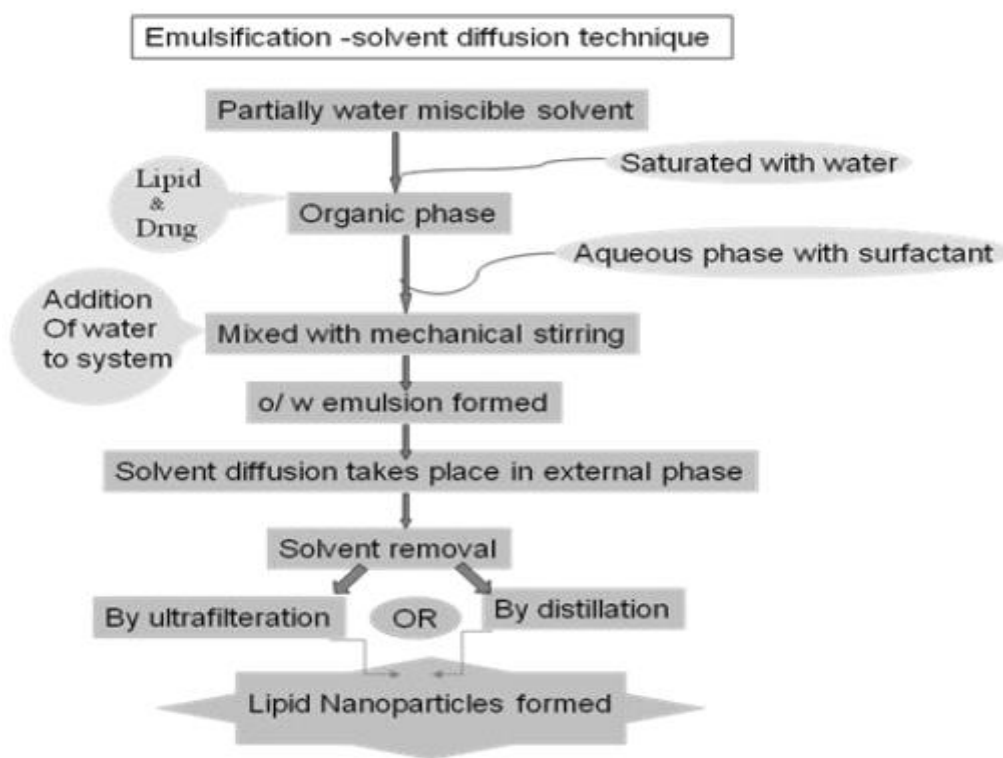 Emulsification -solvent diffusion technique
Partially water miscible solvent
Saturated with water
Lipid
&
Drug
Organic phase
Aqueous phase with surfactant
Addition
Of water
to system
Mixed with mechanical stirring
o/ w emulsion formed
Solvent diffusion takes place in external phase
Solvent removal
By ultrafilteration
OR
By distillation
Lipid Nanoparticles formed